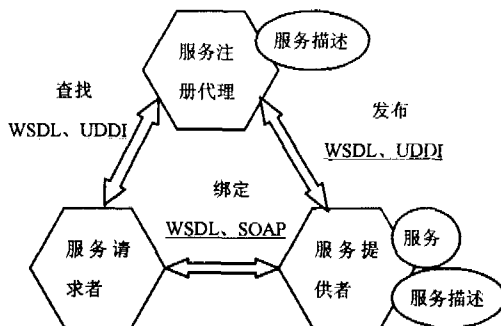 服务注
册代理
服务描述
查找
WSDL、UDDI
发布
WSDL、UDDI
绑定
WSDL、SOAP
服务请
求者
服务提
供者
服务
服务描述